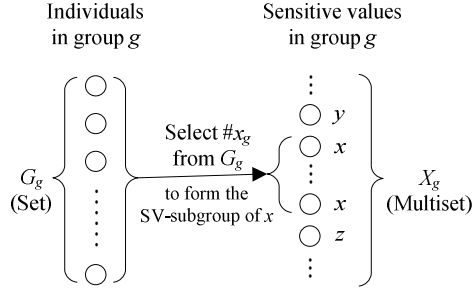 Individuals
in group g
Sensitive values
in group g
G_g
(Set)
Select #x_g
from G_g
to form the
SV-subgroup of x
y
x
x
z
X_g
(Multiset)